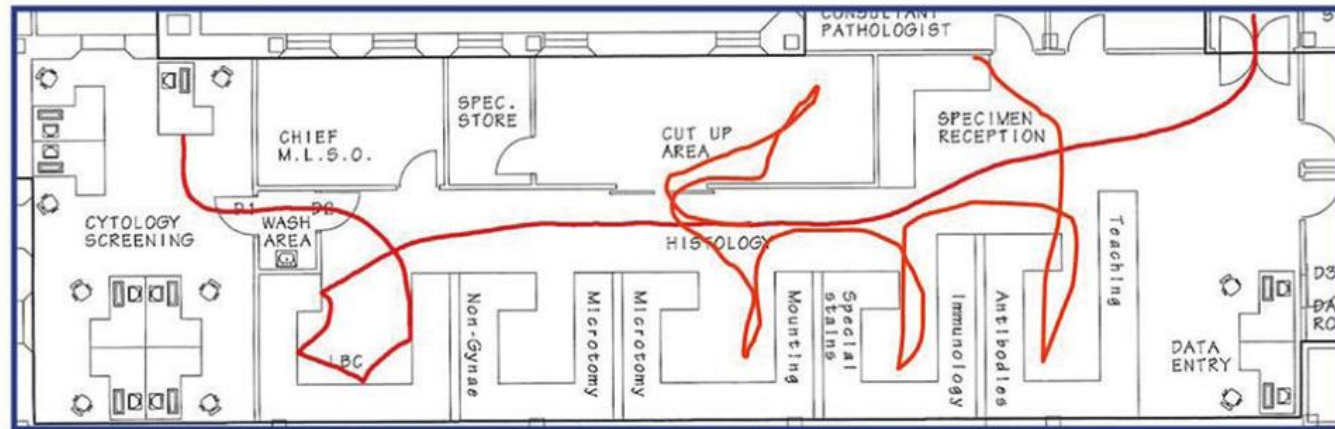 CONSULTANT
PATHOLOGIST
SPEC.
STORE
CHIEF
M.L.S.O.
CUT UP
AREA
SPECIMEN
RECEPTION
D1
D2
WASH
AREA
CYTOLOGY
SCREENING
HISTOLOGY
LBC
Non-Gynae
Microtomy
Microtomy
Mounting
Special
stains
Immunology
Antibodies
Teaching
DATA
ENTRY
D3